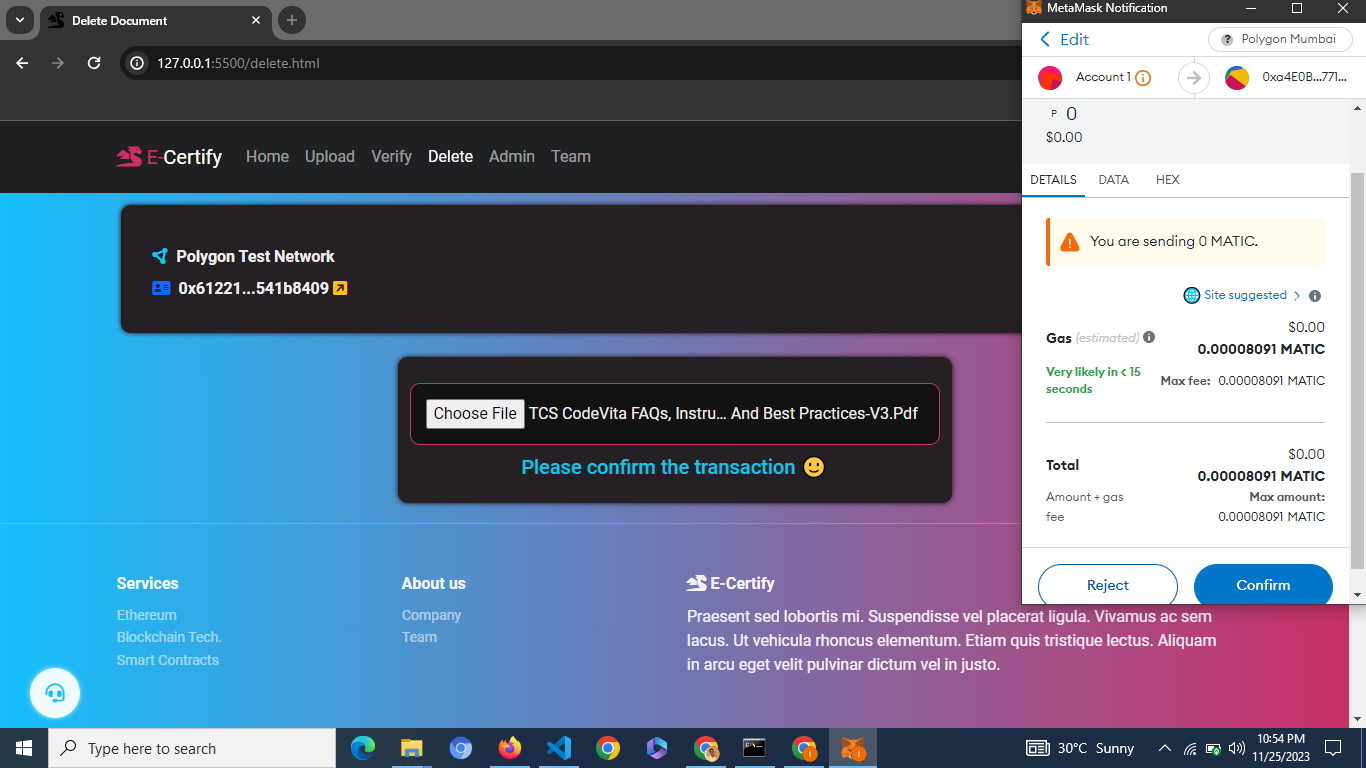 Delete Document
127.0.0.1:5500/delete.html
E-Certify Home Upload Verify Delete Admin Team
Polygon Test Network
0x61221...541b8409
Choose File TCS CodeVita FAQs, Instru... And Best Practices-V3.Pdf
Please confirm the transaction
Services
Ethereum
Blockchain Tech.
Smart Contracts
About us
Company
Team
E-Certify
Praesent sed lobortis mi. Suspendisse vel placerat ligula. Vivamus ac sem
lacus. Ut vehicula rhoncus elementum. Etiam quis tristique lectus. Aliquam
in arcu eget velit pulvinar dictum vel in justo.
MetaMask Notification
Edit
? Polygon Mumbai
Account 1
0xa4E0B...771...
P 0
$0.00
DETAILS DATA HEX
You are sending 0 MATIC.
Site suggested
$0.00
Gas (estimated)
0.00008091 MATIC
Very likely in < 15
seconds
Max fee: 0.00008091 MATIC
$0.00
Total
0.00008091 MATIC
Amount + gas
fee
Max amount:
0.00008091 MATIC
Reject Confirm
Type here to search
30°C Sunny
10:54 PM
11/25/2023